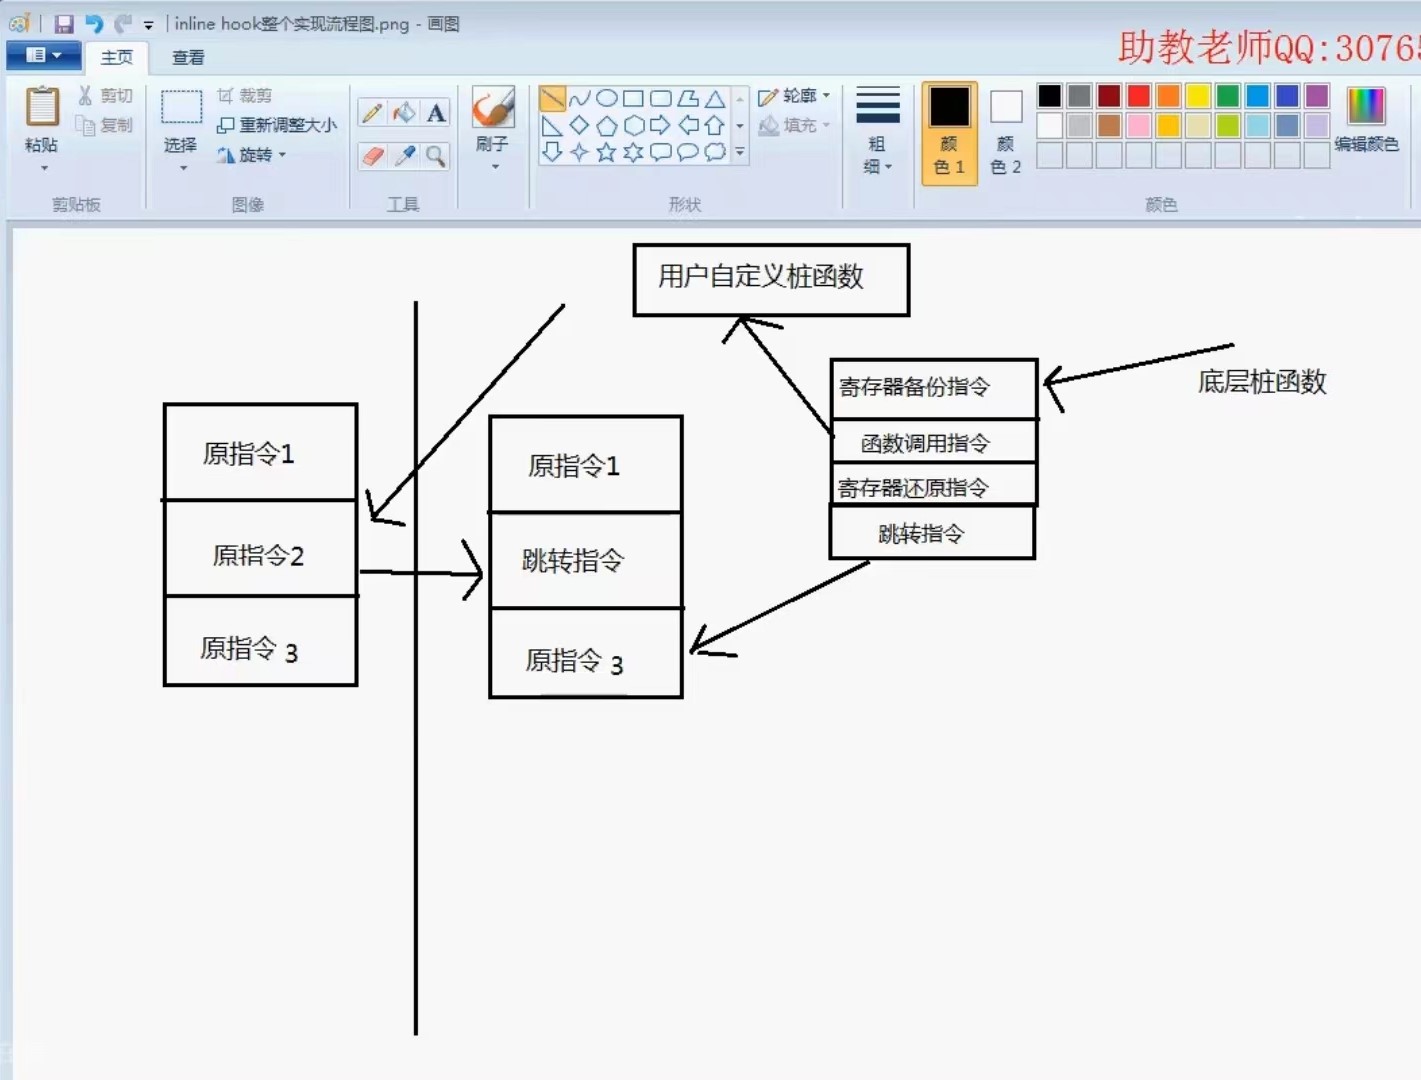 inline hook整个实现流程图.png - 画图
助教老师QQ:3076
主页 查看
粘贴
剪切
复制
剪贴板
选择
裁剪
重新调整大小
旋转
图像
A
工具
刷子
轮廓
填充
形状
粗
细
颜
色 1
颜
色 2
编辑颜色
颜色
用户自定义桩函数
寄存器备份指令
函数调用指令
寄存器还原指令
跳转指令
底层桩函数
原指令1
原指令2
原指令 3
原指令1
跳转指令
原指令 3